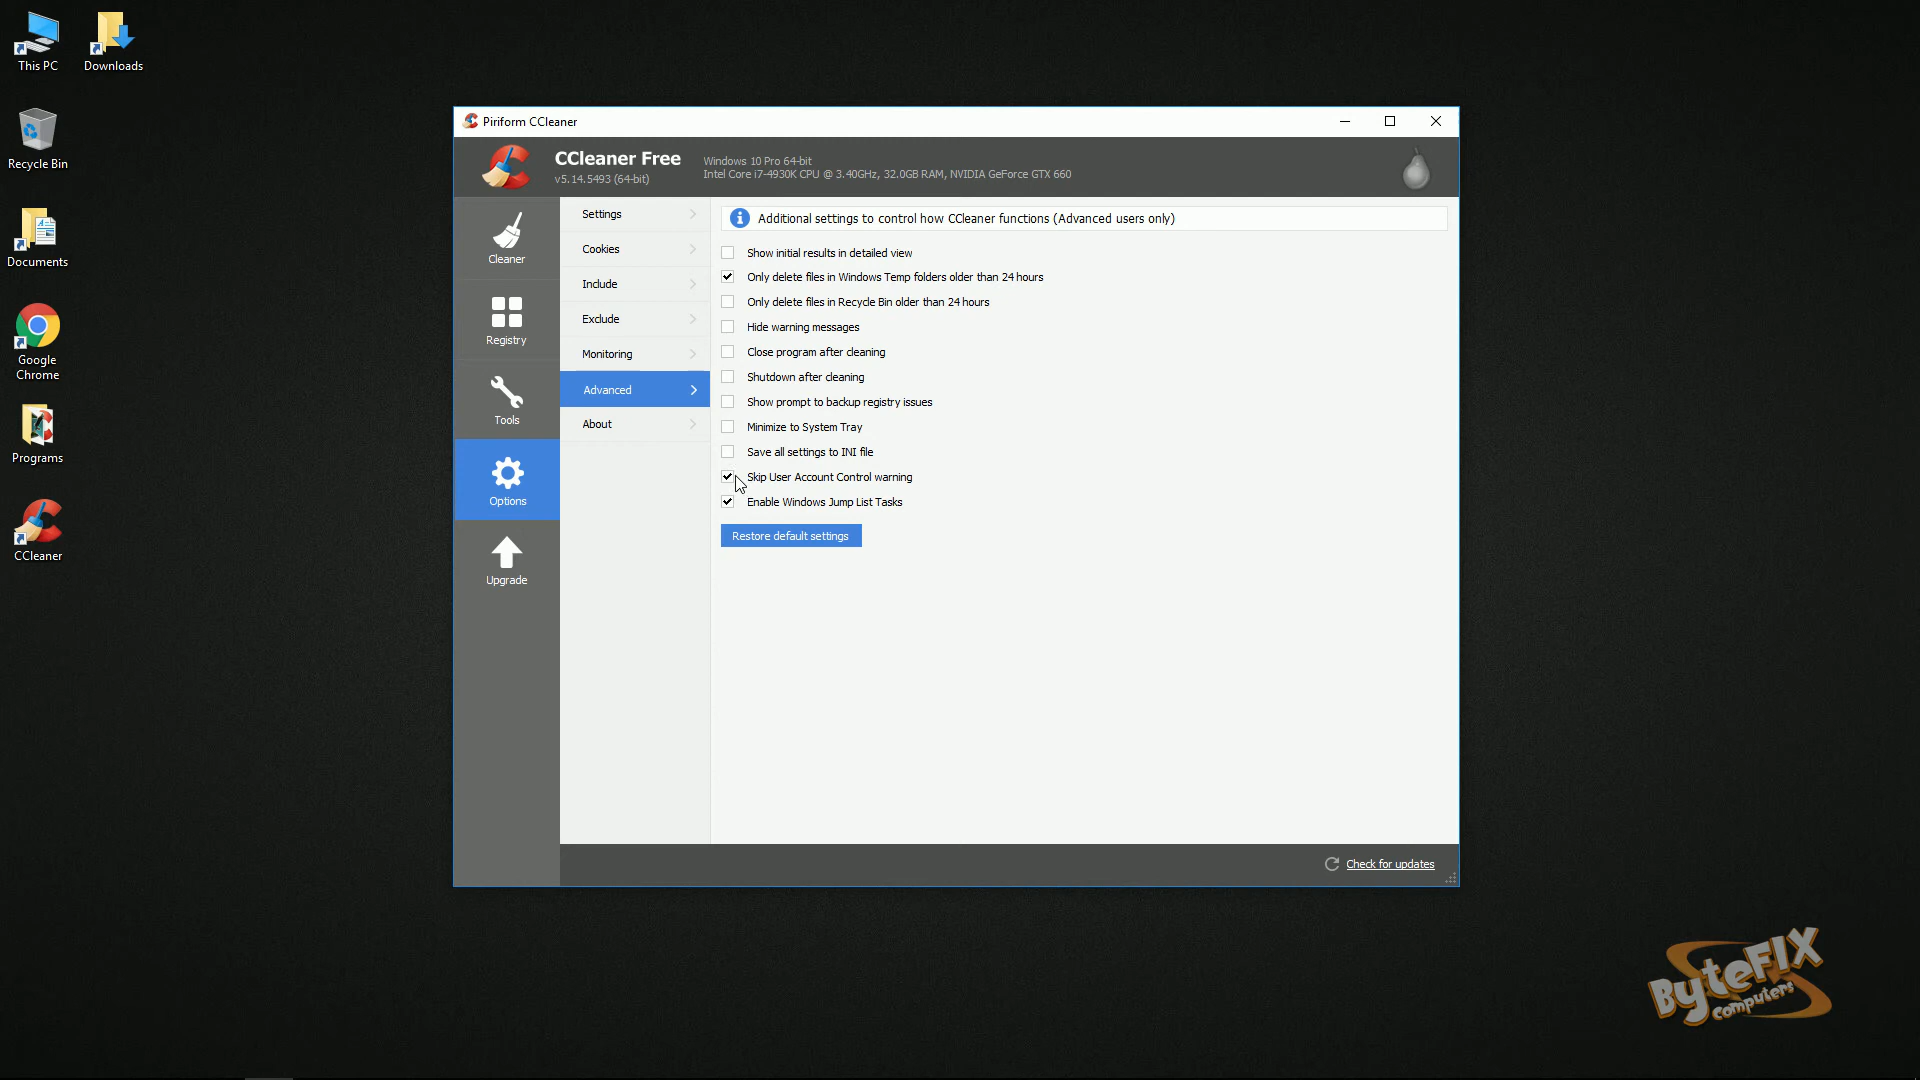 This PC
Downloads
Recycle Bin
Documents
Google
Chrome
Programs
CCleaner
Piriform CCleaner
CCleaner Free
v5.14.5493 (64-bit)
Windows 10 Pro 64-bit
Intel Core i7-4930K CPU @ 3.40GHz, 32.0GB RAM, NVIDIA GeForce GTX 660
Cleaner
Registry
Tools
Options
Upgrade
Settings
Cookies
Include
Exclude
Monitoring
Advanced
About
Additional settings to control how CCleaner functions (Advanced users only)
Show initial results in detailed view
Only delete files in Windows Temp folders older than 24 hours
Only delete files in Recycle Bin older than 24 hours
Hide warning messages
Close program after cleaning
Shutdown after cleaning
Show prompt to backup registry issues
Minimize to System Tray
Save all settings to INI file
Skip User Account Control warning
Enable Windows Jump List Tasks
Restore default settings
Check for updates
ByteFIX
Computers